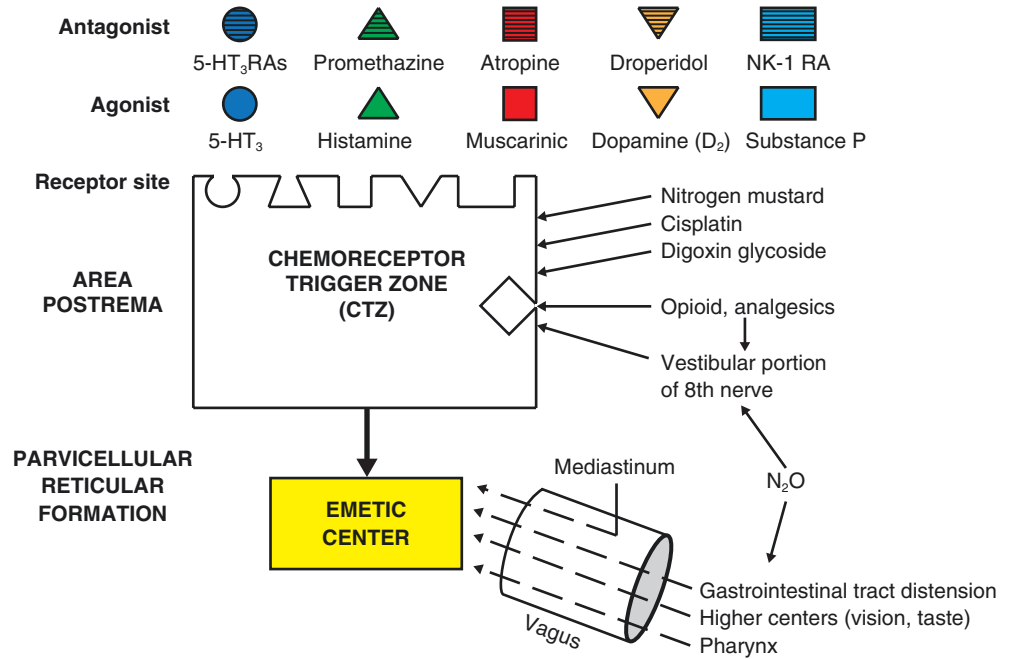 Antagonist
5-HT₃RAs Promethazine Atropine Droperidol NK-1 RA
Agonist
5-HT₃ Histamine Muscarinic Dopamine (D₂) Substance P
Receptor site
Nitrogen mustard
Cisplatin
Digoxin glycoside
CHEMORECEPTOR
TRIGGER ZONE
(CTZ)
AREA
POSTREMA
Opioid, analgesics
Vestibular portion
of 8th nerve
PARVICELLULAR
RETICULAR
FORMATION
Mediastinum
N₂O
EMETIC
CENTER
Vagus
Gastrointestinal tract distension
Higher centers (vision, taste)
Pharynx